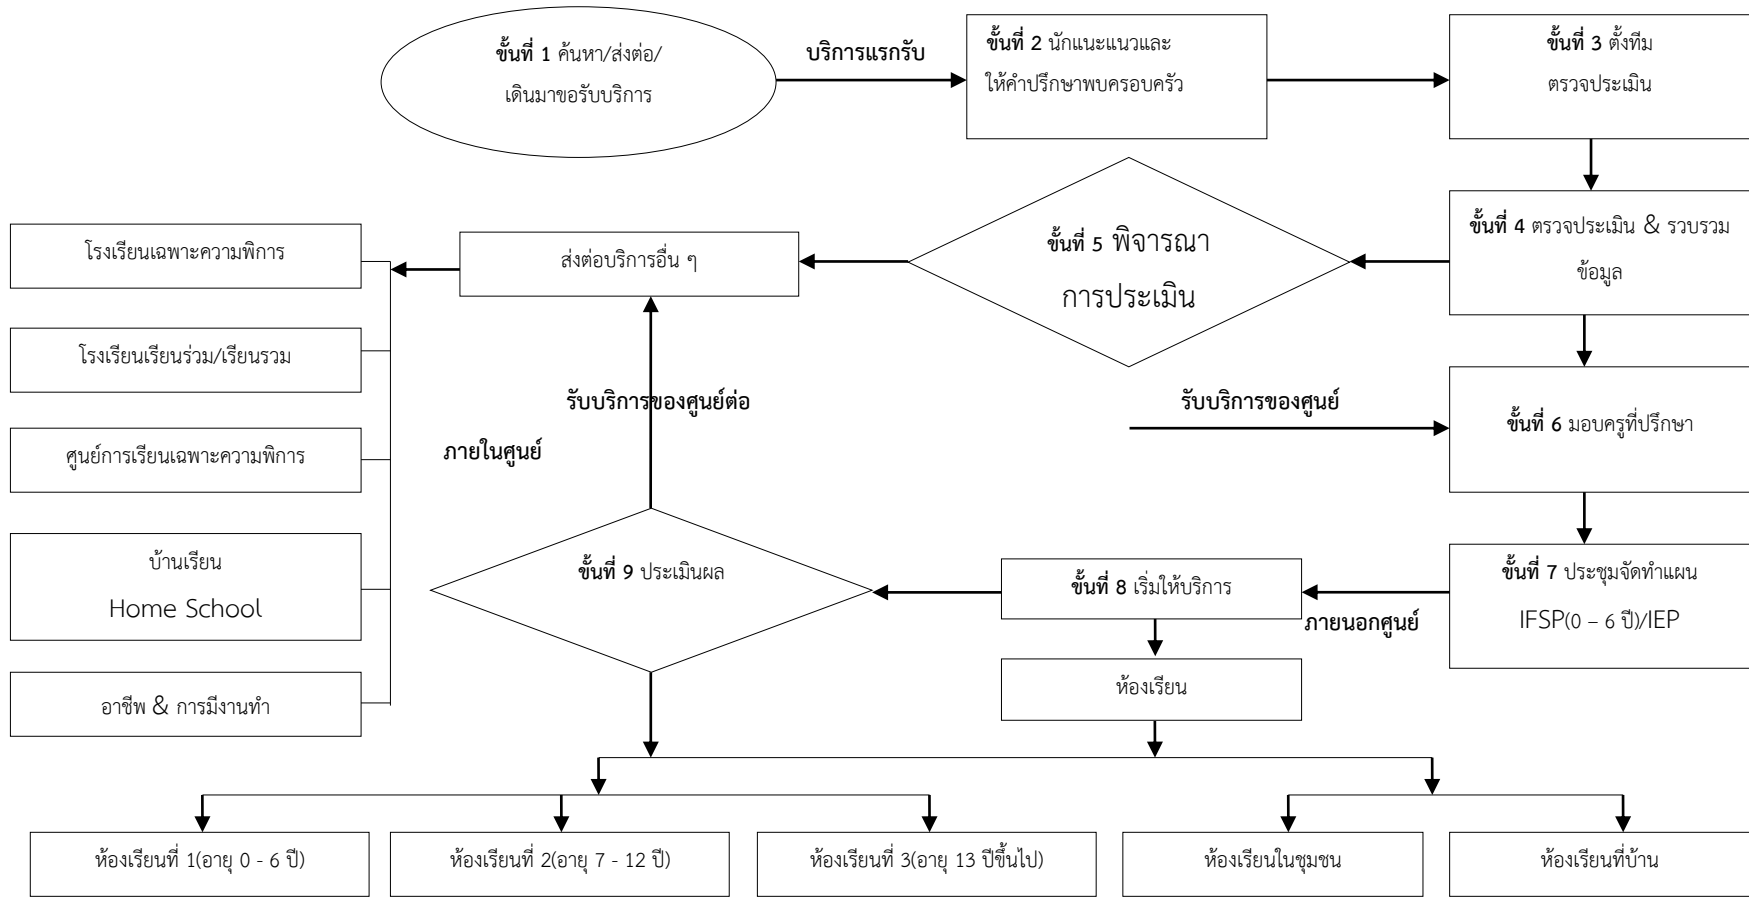 ขั้นที่ 1 ค้นหา/ส่งต่อ/
เดินมาขอรับบริการ
บริการแรกรับ
ขั้นที่ 2 นักแนะแนวและ
ให้คำปรึกษาพบครอบครัว
ขั้นที่ 3 ตั้งทีม
ตรวจประเมิน
ขั้นที่ 4 ตรวจประเมิน & รวบรวม
ข้อมูล
ขั้นที่ 5 พิจารณา
การประเมิน
ส่งต่อบริการอื่น ๆ
โรงเรียนเฉพาะความพิการ
โรงเรียนเรียนร่วม/เรียนรวม
ศูนย์การเรียนเฉพาะความพิการ
บ้านเรียน
Home School
อาชีพ & การมีงานทำ
รับบริการของศูนย์ต่อ
ภายในศูนย์
รับบริการของศูนย์
ขั้นที่ 6 มอบครูที่ปรึกษา
ขั้นที่ 7 ประชุมจัดทำแผน
IFSP(0 – 6 ปี)/IEP
ภายนอกศูนย์
ขั้นที่ 8 เริ่มให้บริการ
ขั้นที่ 9 ประเมินผล
ห้องเรียน
ห้องเรียนที่ 1(อายุ 0 - 6 ปี)
ห้องเรียนที่ 2(อายุ 7 - 12 ปี)
ห้องเรียนที่ 3(อายุ 13 ปีขึ้นไป)
ห้องเรียนในชุมชน
ห้องเรียนที่บ้าน